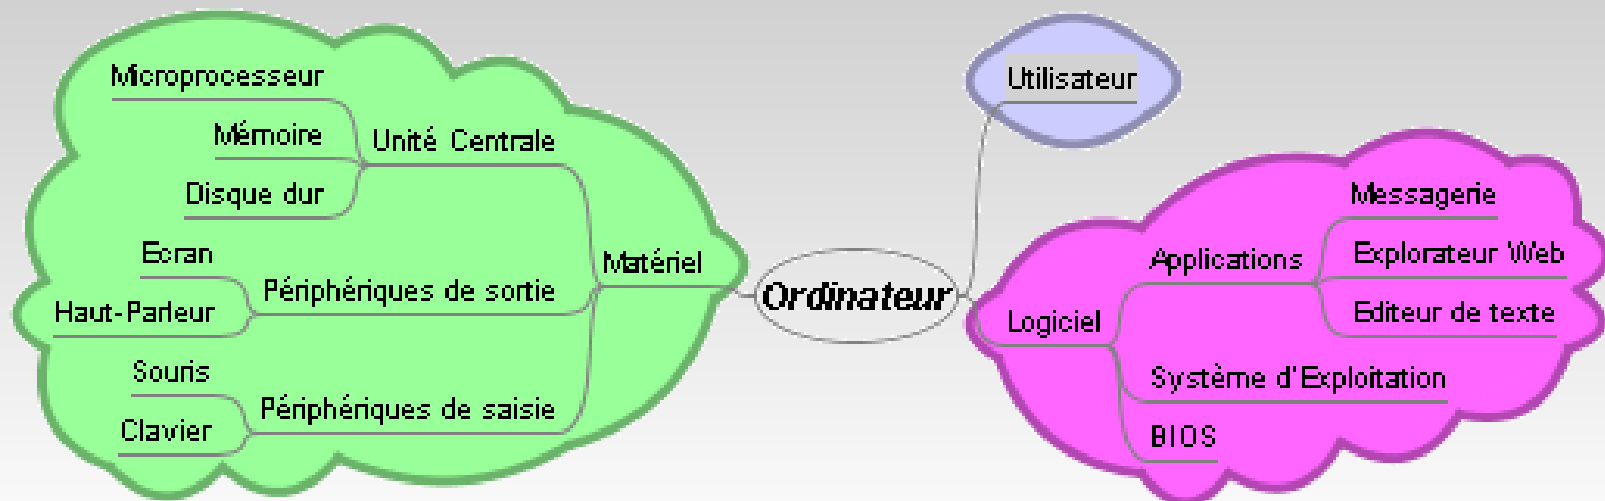 Microprocesseur
Mémoire
Disque dur
Unité Centrale
Ecran
Haut-Parleur
Périphériques de sortie
Souris
Clavier
Périphériques de saisie
Matériel
Ordinateur
Utilisateur
Logiciel
Applications
Messagerie
Explorateur Web
Editeur de texte
Système d'Exploitation
BIOS